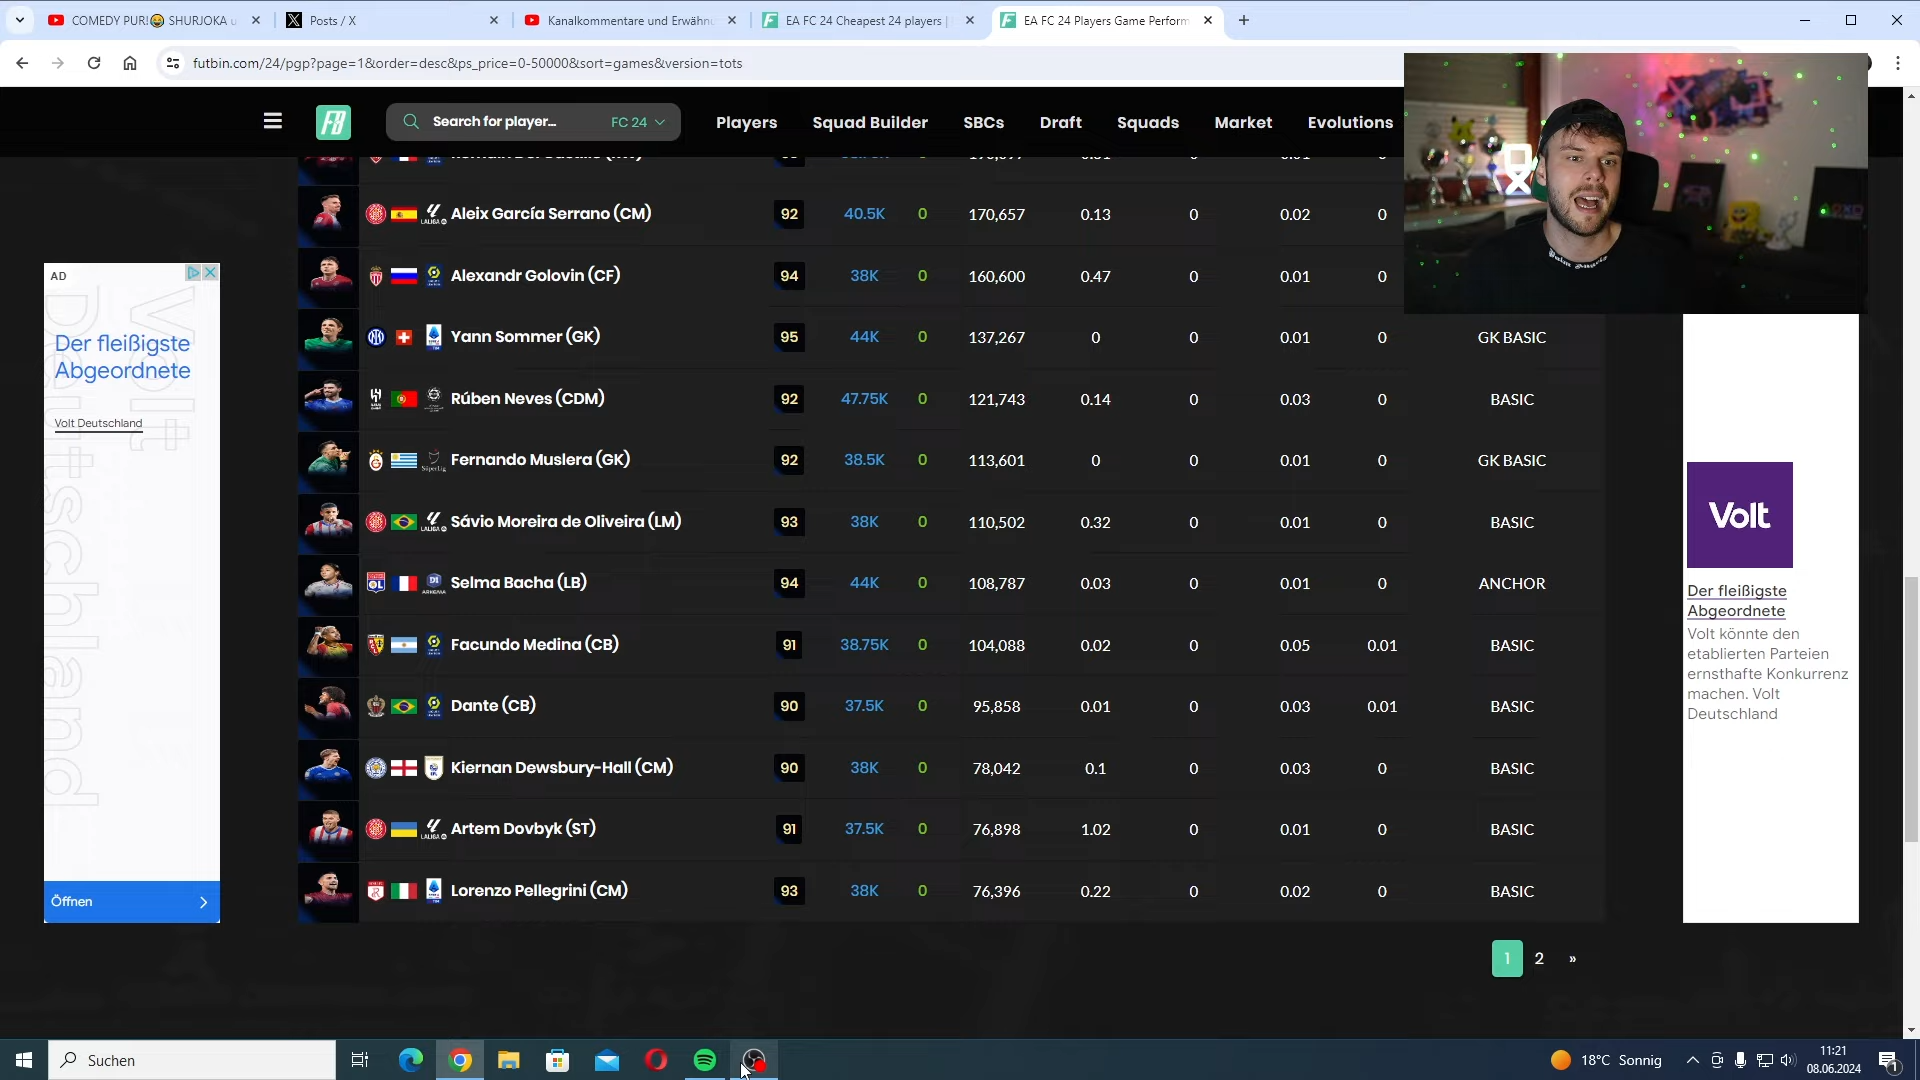 COMEDY PUR!😂 SHURJOKA u
Posts / X
Kanalkommentare und Erwähnu
EA FC 24 Cheapest 24 players |
EA FC 24 Players Game Perform
futbin.com/24/pgp?page=1&order=desc&ps_price=0-50000&sort=games&version=tots
FB
Search for player...
FC 24
Players
Squad Builder
SBCs
Draft
Squads
Market
Evolutions
Aleix García Serrano (CM) 92 40.5K 0 170,657 0.13 0 0.02 0
Alexandr Golovin (CF) 94 38K 0 160,600 0.47 0 0.01 0
Yann Sommer (GK) 95 44K 0 137,267 0 0 0.01 0 GK BASIC
Rúben Neves (CDM) 92 47.75K 0 121,743 0.14 0 0.03 0 BASIC
Fernando Muslera (GK) 92 38.5K 0 113,601 0 0 0.01 0 GK BASIC
Sávio Moreira de Oliveira (LM) 93 38K 0 110,502 0.32 0 0.01 0 BASIC
Selma Bacha (LB) 94 44K 0 108,787 0.03 0 0.01 0 ANCHOR
Facundo Medina (CB) 91 38.75K 0 104,088 0.02 0 0.05 0.01 BASIC
Dante (CB) 90 37.5K 0 95,858 0.01 0 0.03 0.01 BASIC
Kiernan Dewsbury-Hall (CM) 90 38K 0 78,042 0.1 0 0.03 0 BASIC
Artem Dovbyk (ST) 91 37.5K 0 76,898 1.02 0 0.01 0 BASIC
Lorenzo Pellegrini (CM) 93 38K 0 76,396 0.22 0 0.02 0 BASIC
1 2 »
AD
Der fleißigste
Abgeordnete
Volt Deutschland
Volt Deutschland
Öffnen
Volt
Der fleißigste
Abgeordnete
Volt könnte den
etablierten Parteien
ernsthafte Konkurrenz
machen. Volt
Deutschland
Suchen
18°C Sonnig
11:21
08.06.2024
1